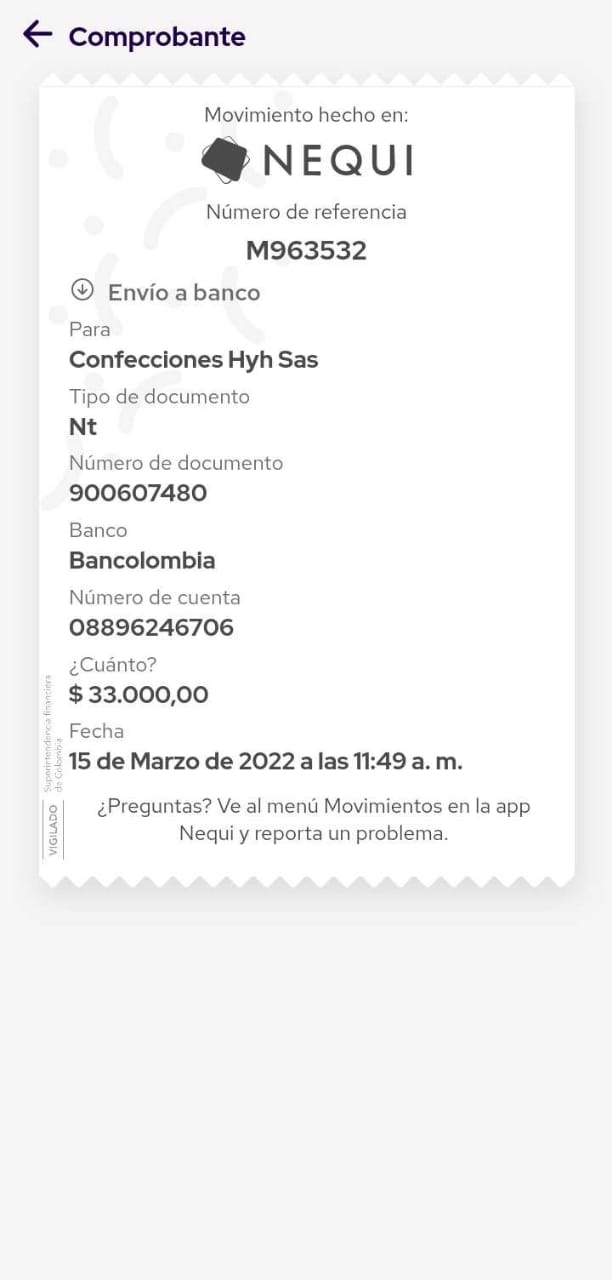 Comprobante
Movimiento hecho en:
NEQUI
Número de referencia
M963532
Envío a banco
Para
Confecciones Hyh Sas
Tipo de documento
Nt
Número de documento
900607480
Banco
Bancolombia
Número de cuenta
08896246706
¿Cuánto?
$ 33.000,00
Fecha
15 de Marzo de 2022 a las 11:49 a. m.
¿Preguntas? Ve al menú Movimientos en la app
Nequi y reporta un problema.
VIGILADO
Superintendencia financiera
de Colombia